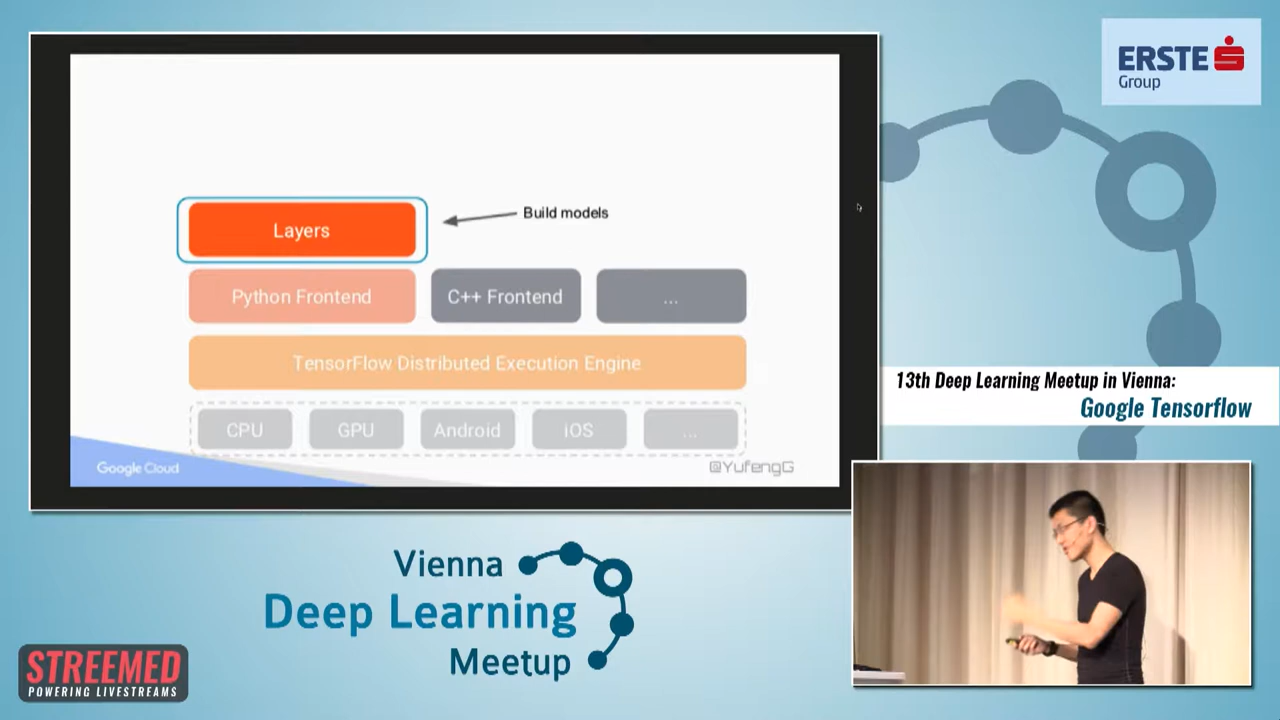 ERSTE
Group
Layers
Build models
Python Frontend
C++ Frontend
...
TensorFlow Distributed Execution Engine
CPU
GPU
Android
iOS
...
Google Cloud
@YufengG
13th Deep Learning Meetup in Vienna:
Google Tensorflow
Vienna
Deep Learning
Meetup
STREEMED
POWERING LIVESTREAMS